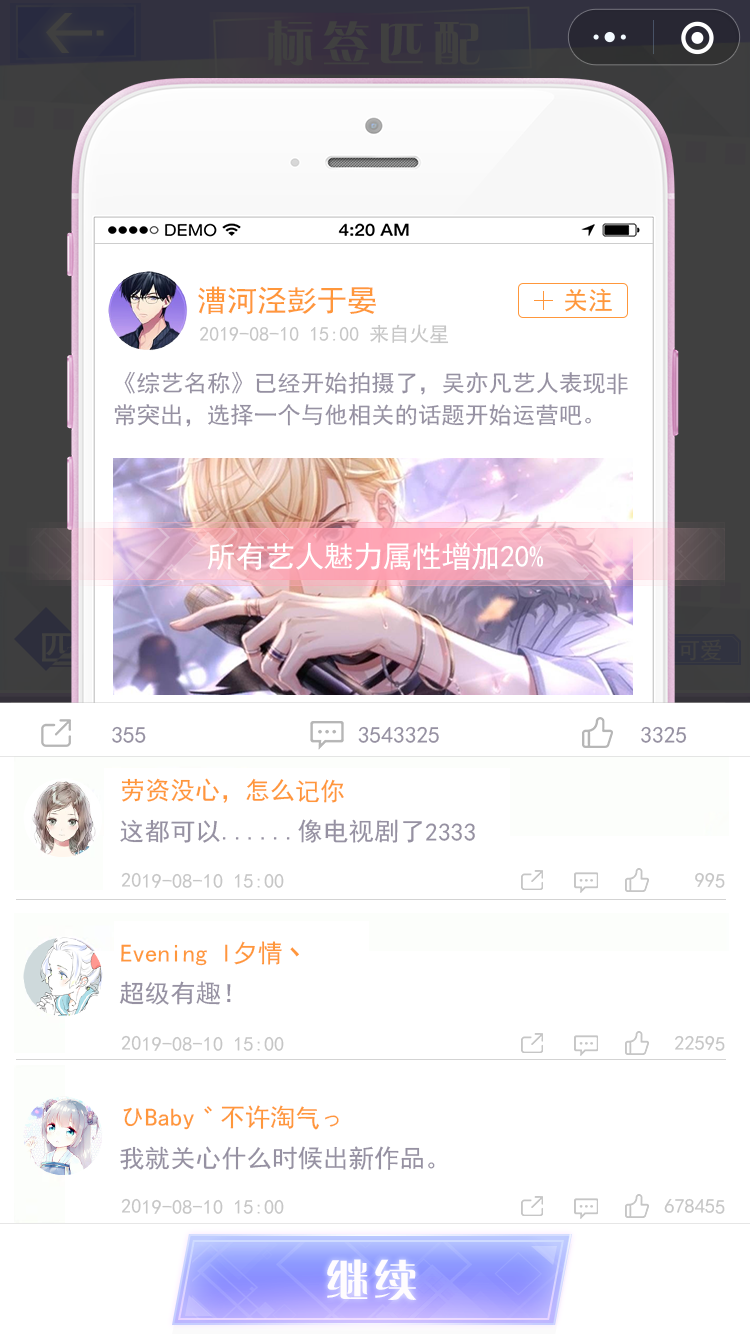 标签匹配
DEMO 4:20 AM
漕河泾彭于晏
+ 关注
2019-08-10 15:00 来自火星
《综艺名称》已经开始拍摄了，吴亦凡艺人表现非
常突出，选择一个与他相关的话题开始运营吧。
所有艺人魅力属性增加20%
匹
可爱
355 3543325 3325
劳资没心，怎么记你
这都可以......像电视剧了2333
2019-08-10 15:00 995
Evening l夕情丶
超级有趣！
2019-08-10 15:00 22595
ひBaby゛不许淘气っ
我就关心什么时候出新作品。
2019-08-10 15:00 678455
继续